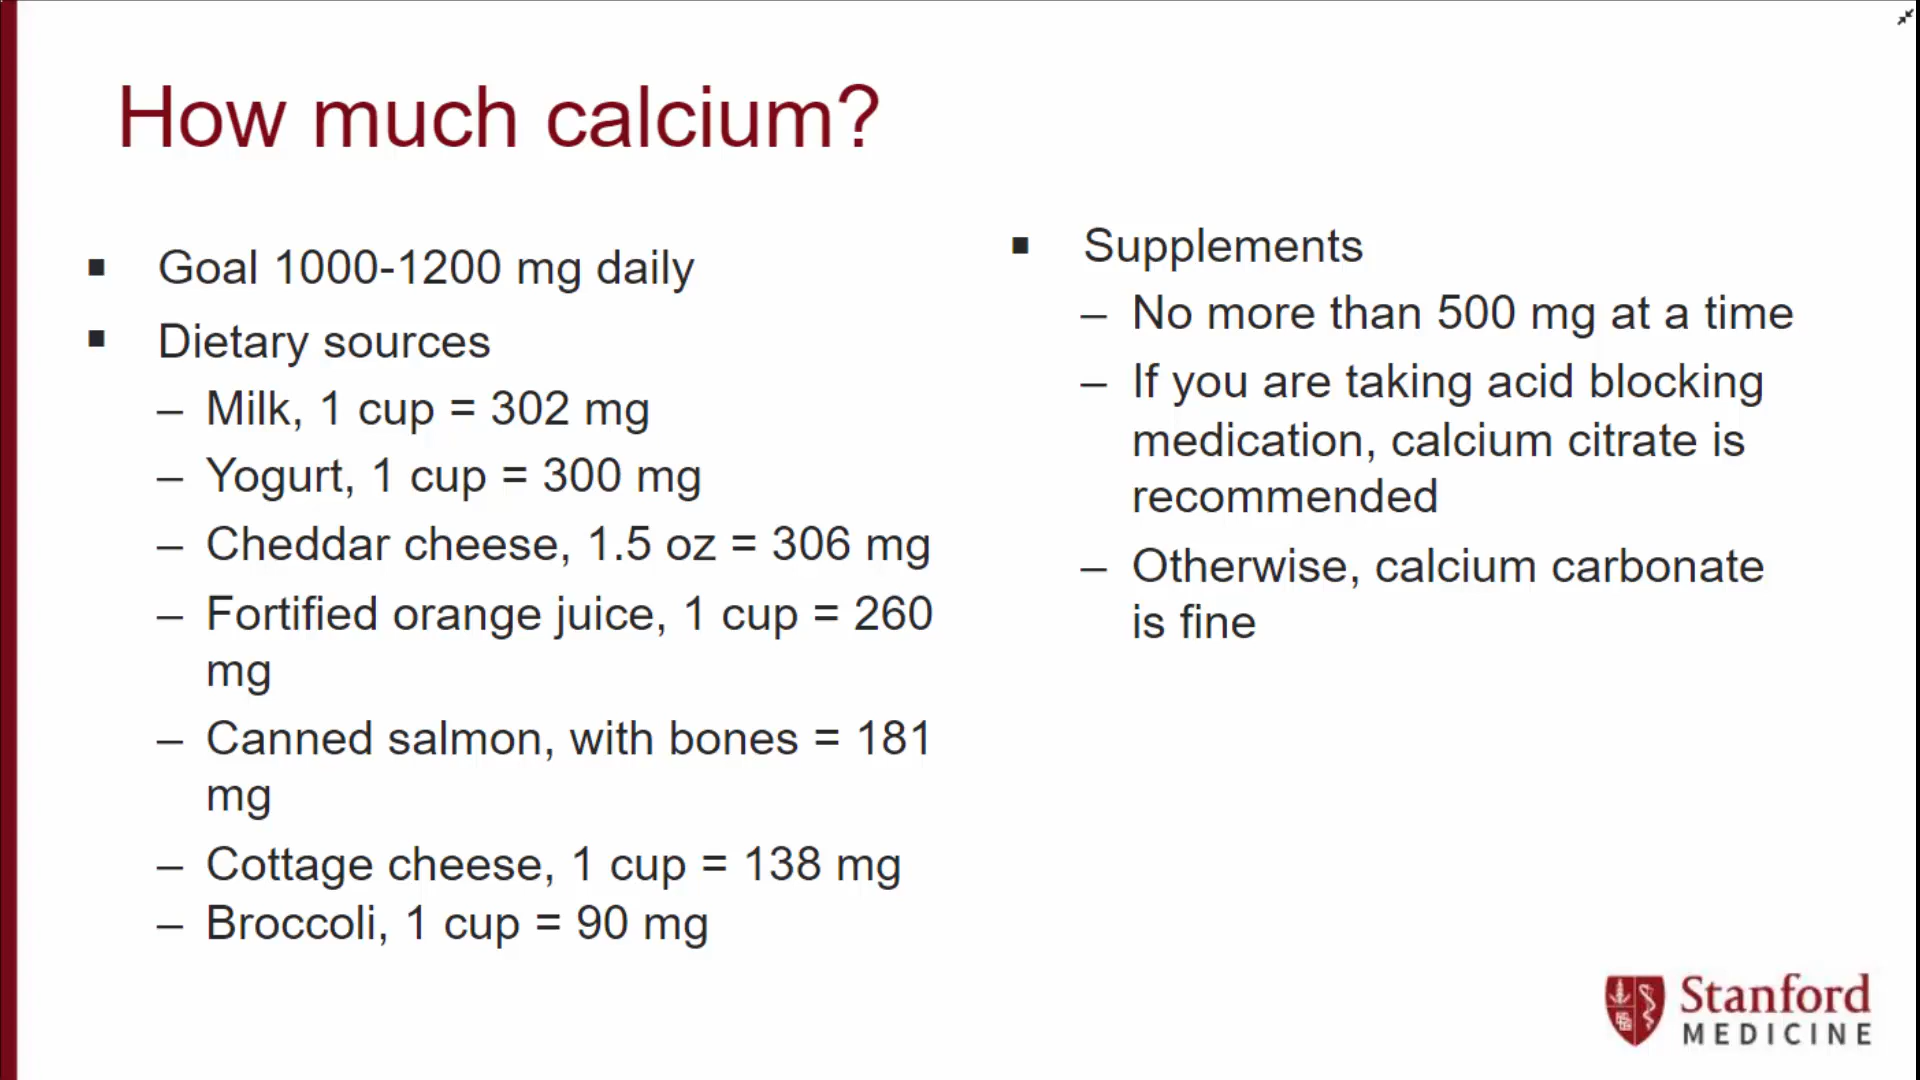 How much calcium?
▪ Goal 1000-1200 mg daily
▪ Dietary sources
– Milk, 1 cup = 302 mg
– Yogurt, 1 cup = 300 mg
– Cheddar cheese, 1.5 oz = 306 mg
– Fortified orange juice, 1 cup = 260
mg
– Canned salmon, with bones = 181
mg
– Cottage cheese, 1 cup = 138 mg
– Broccoli, 1 cup = 90 mg
▪ Supplements
– No more than 500 mg at a time
– If you are taking acid blocking
medication, calcium citrate is
recommended
– Otherwise, calcium carbonate
is fine
Stanford
MEDICINE